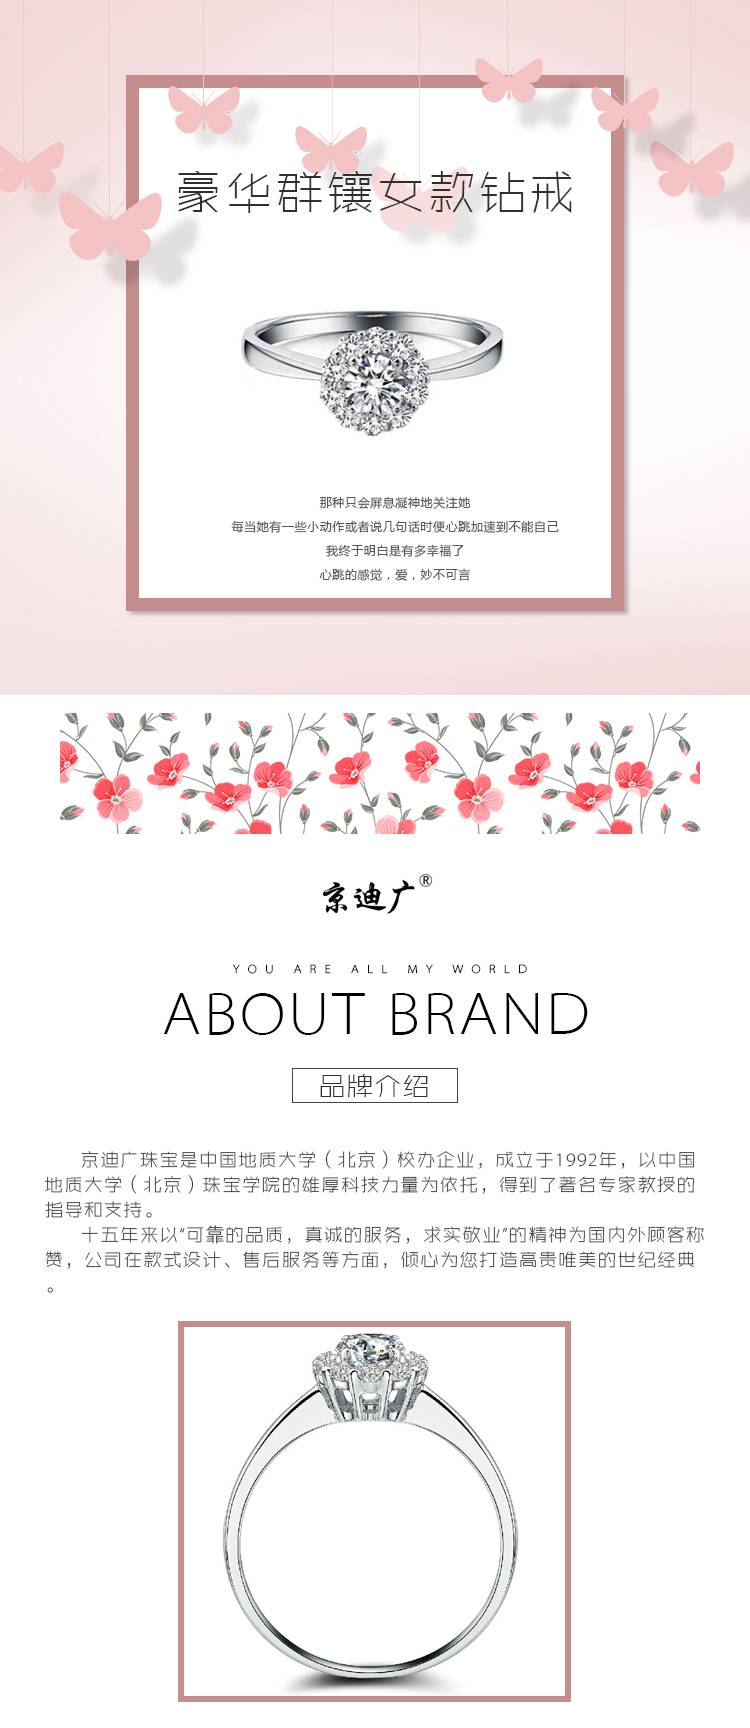 豪华群镶女款钻戒
那种只会屏息凝神地关注她
每当她有一些小动作或者说几句话时便心跳加速到不能自己
我终于明白是有多幸福了
心跳的感觉，爱，妙不可言
京迪广®
YOU ARE ALL MY WORLD
ABOUT BRAND
品牌介绍
京迪广珠宝是中国地质大学（北京）校办企业，成立于1992年，以中国
地质大学（北京）珠宝学院的雄厚科技力量为依托，得到了著名专家教授的
指导和支持。
十五年来以“可靠的品质，真诚的服务，求实敬业”的精神为国内外顾客称
赞，公司在款式设计、售后服务等方面，倾心为您打造高贵唯美的世纪经典
。